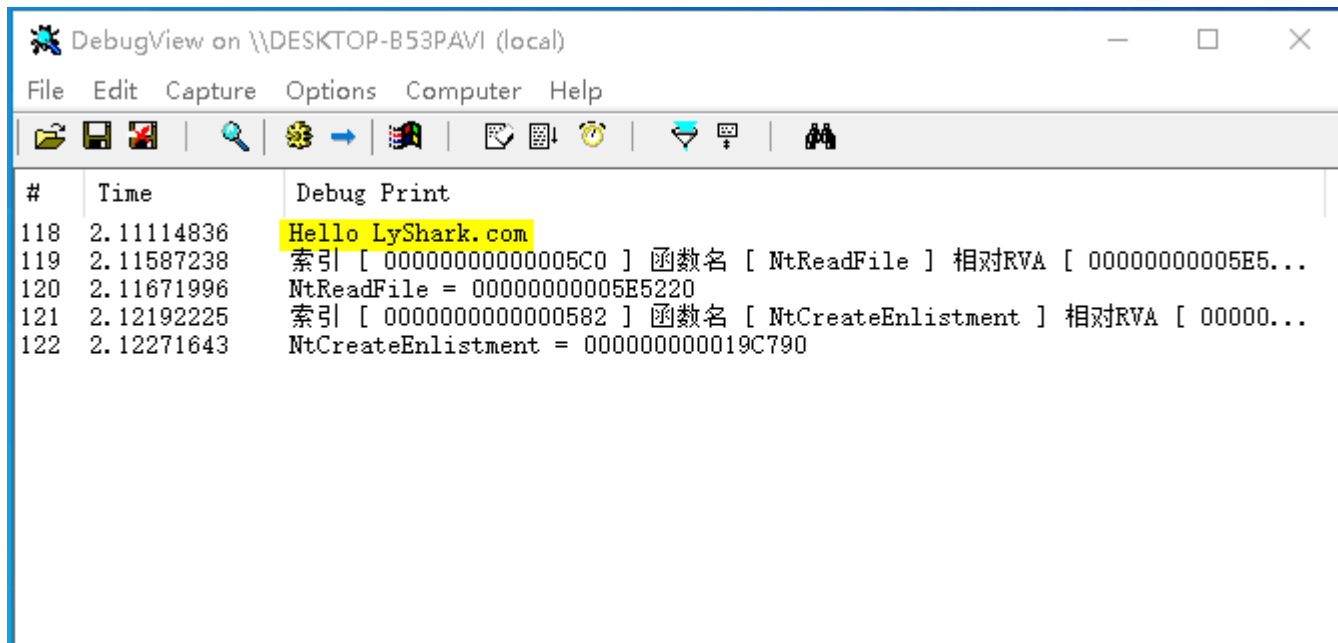 DebugView on \\DESKTOP-B53PAVI (local)
File Edit Capture Options Computer Help
# Time Debug Print
118 2.11114836 Hello LyShark.com
119 2.11587238 索引 [ 00000000000005C0 ] 函数名 [ NtReadFile ] 相对RVA [ 00000000005E5...
120 2.11671996 NtReadFile = 00000000005E5220
121 2.12192225 索引 [ 0000000000000582 ] 函数名 [ NtCreateEnlistment ] 相对RVA [ 00000...
122 2.12271643 NtCreateEnlistment = 000000000019C790